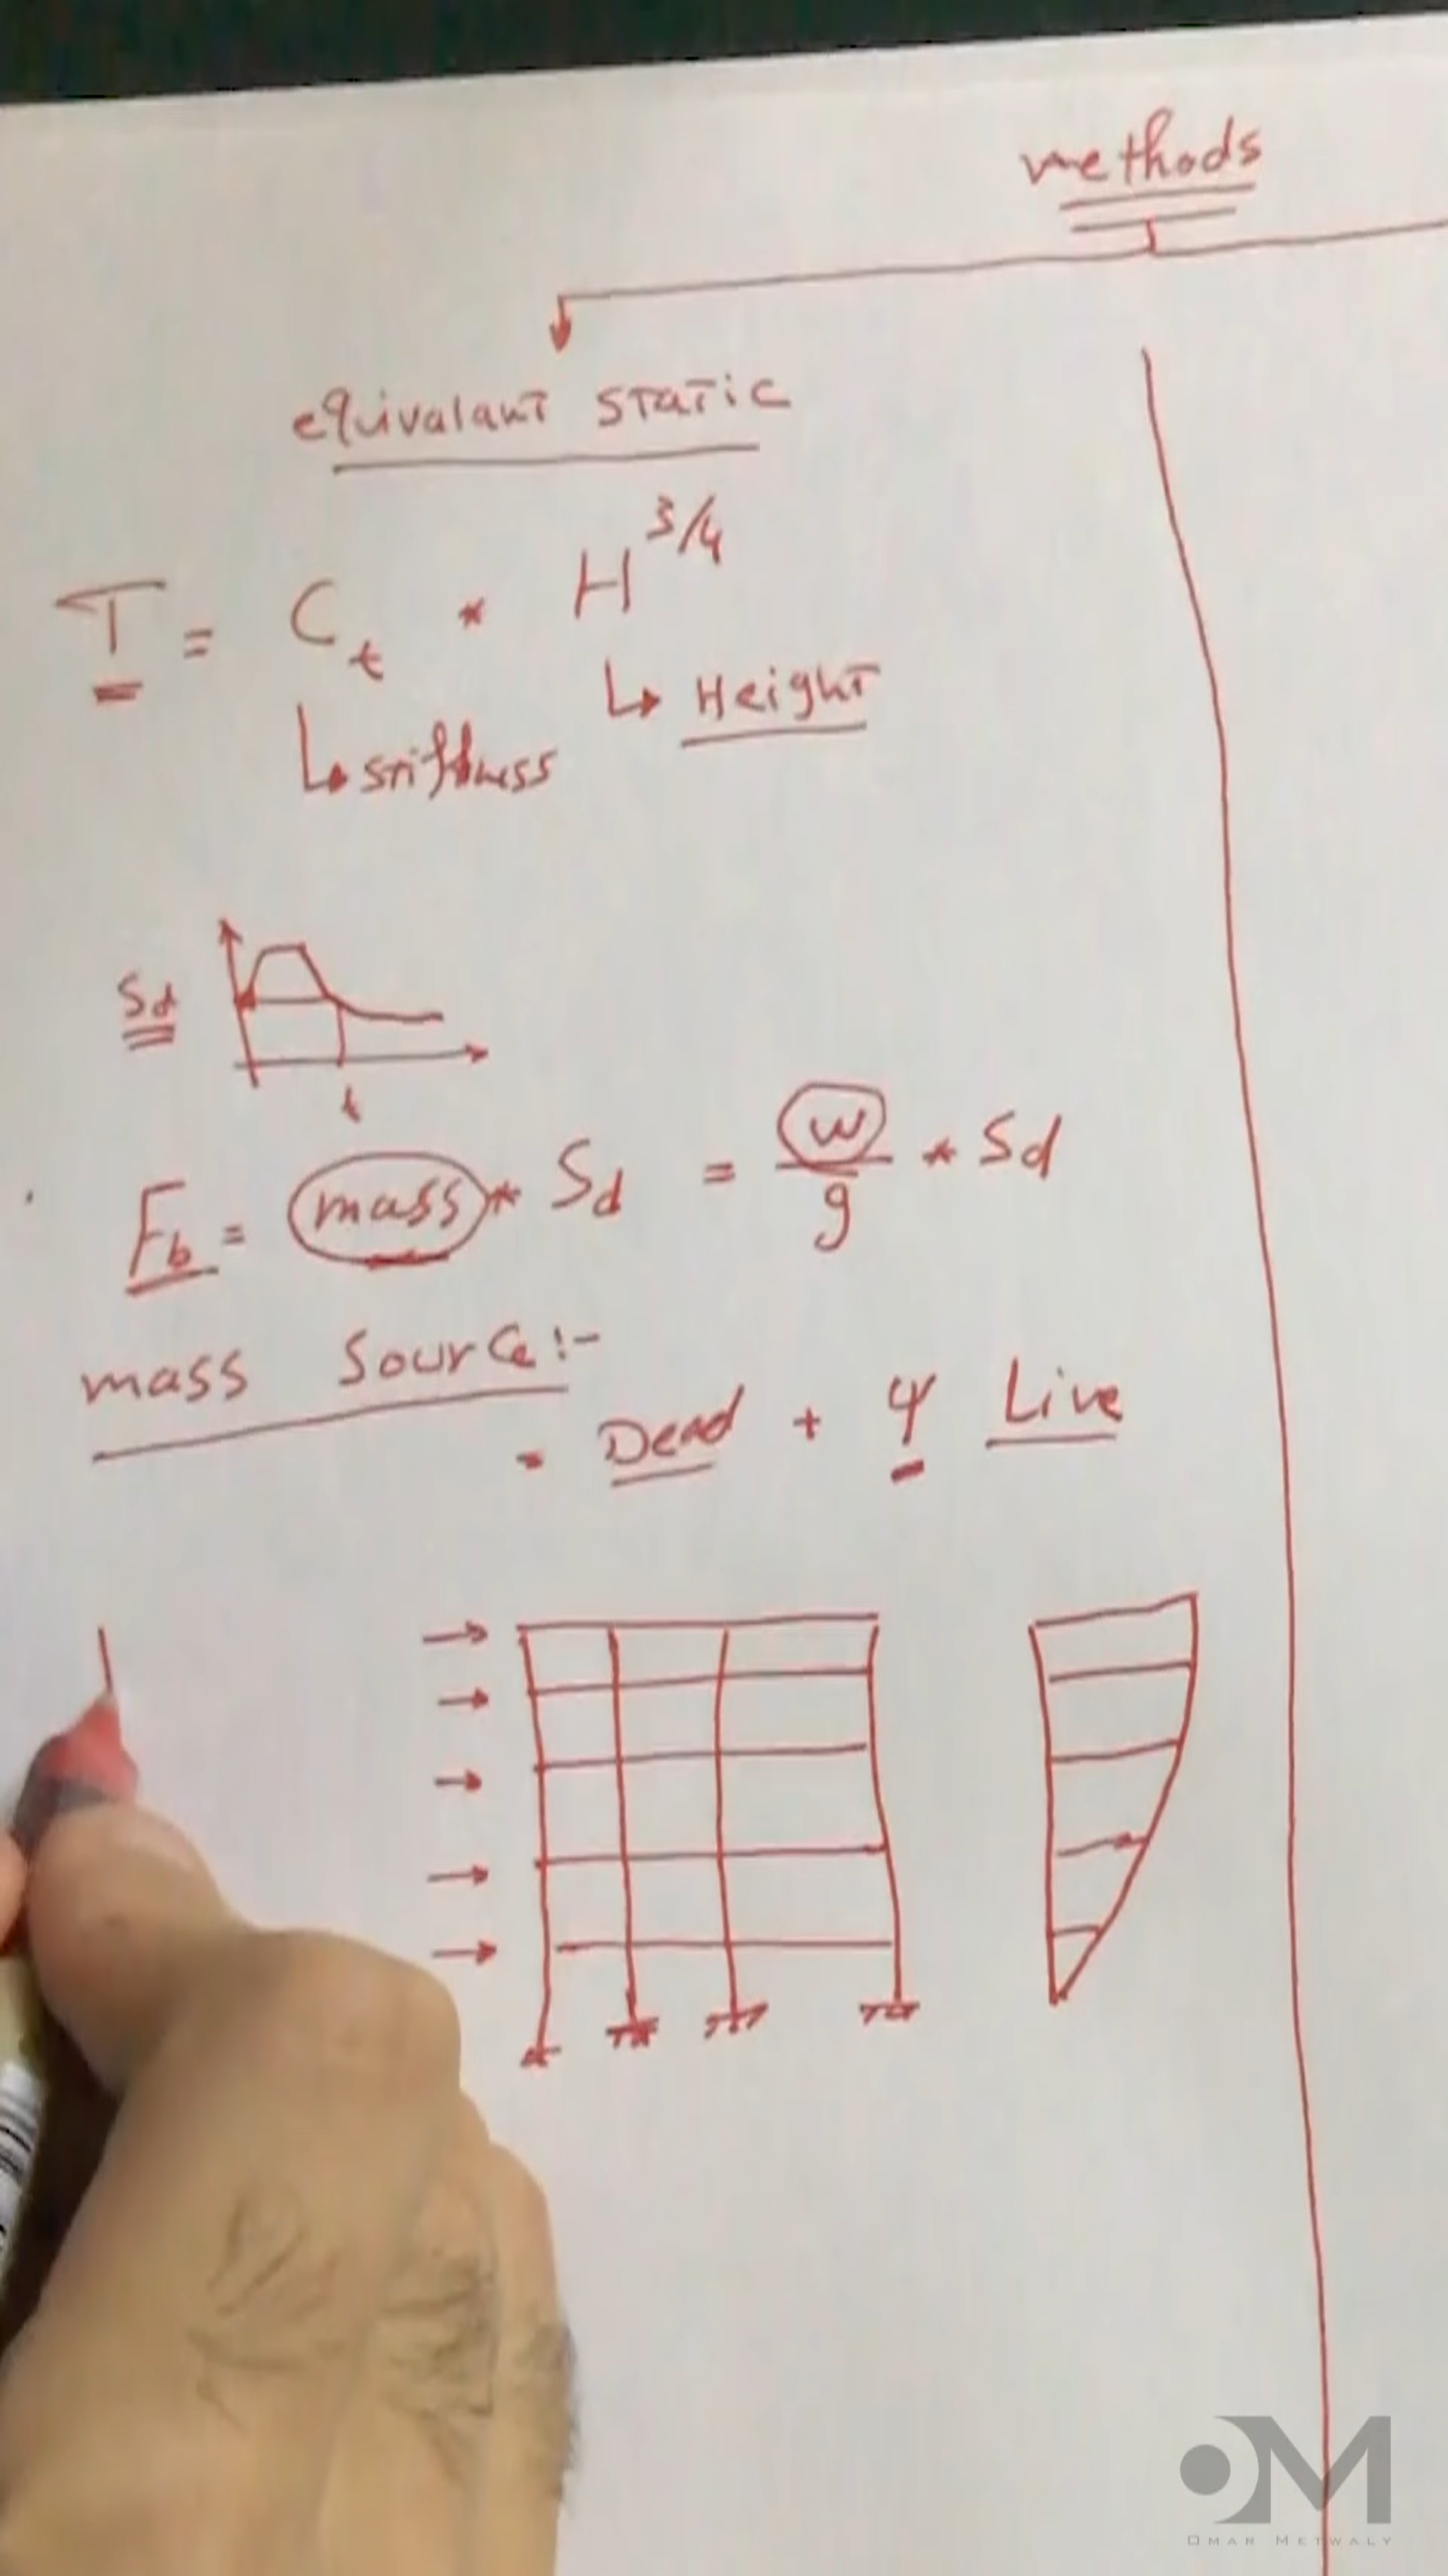 methods
equivalant static
T = Ct * H^3/4
↳ Height
↳ stiffness
Sd
t
Fb = mass * Sd = w/g * Sd
mass source:-
= Dead + ψ Live
OM
OMAR METWALY